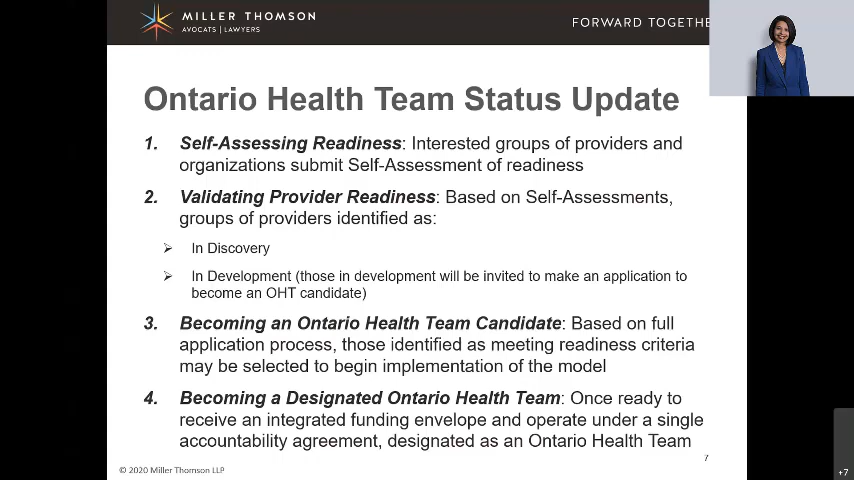 MILLER THOMSON
AVOCATS | LAWYERS
FORWARD TOGETHE
Ontario Health Team Status Update
1. Self-Assessing Readiness: Interested groups of providers and
organizations submit Self-Assessment of readiness
2. Validating Provider Readiness: Based on Self-Assessments,
groups of providers identified as:
In Discovery
In Development (those in development will be invited to make an application to
become an OHT candidate)
3. Becoming an Ontario Health Team Candidate: Based on full
application process, those identified as meeting readiness criteria
may be selected to begin implementation of the model
4. Becoming a Designated Ontario Health Team: Once ready to
receive an integrated funding envelope and operate under a single
accountability agreement, designated as an Ontario Health Team
7
© 2020 Miller Thomson LLP
+7